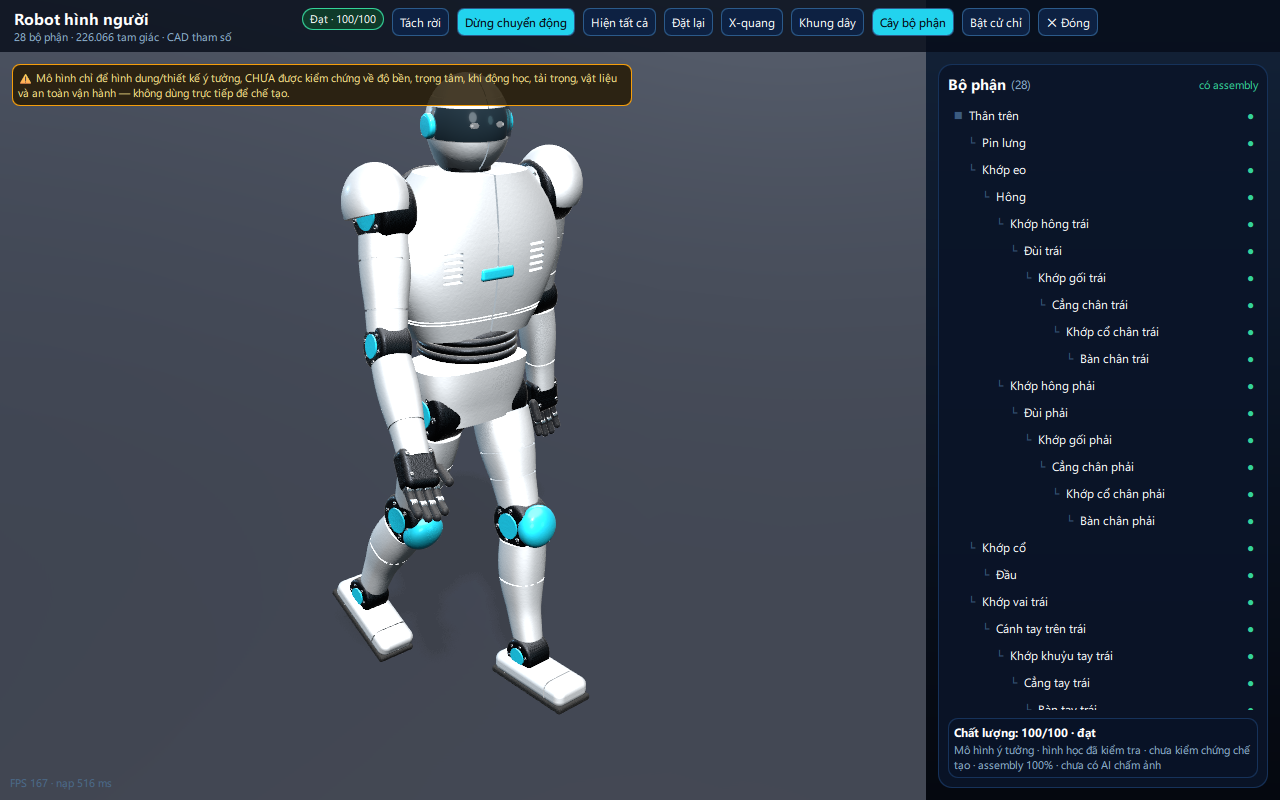 Robot hình người
28 bộ phận · 226.066 tam giác · CAD tham số
Đạt · 100/100
Tách rời
Dừng chuyển động
Hiện tất cả
Đặt lại
X-quang
Khung dây
Cây bộ phận
Bật cử chỉ
✕ Đóng
⚠ Mô hình chỉ để hình dung/thiết kế ý tưởng, CHƯA được kiểm chứng về độ bền, trọng tâm, khí động học, tải trọng, vật liệu
và an toàn vận hành — không dùng trực tiếp để chế tạo.
Bộ phận (28)
có assembly
Thân trên
Pin lưng
Khớp eo
Hông
Khớp hông trái
Đùi trái
Khớp gối trái
Cẳng chân trái
Khớp cổ chân trái
Bàn chân trái
Khớp hông phải
Đùi phải
Khớp gối phải
Cẳng chân phải
Khớp cổ chân phải
Bàn chân phải
Khớp cổ
Đầu
Khớp vai trái
Cánh tay trên trái
Khớp khuỷu tay trái
Cẳng tay trái
Bàn tay trái
Chất lượng: 100/100 · đạt
Mô hình ý tưởng · hình học đã kiểm tra · chưa kiểm chứng chế
tạo · assembly 100% · chưa có AI chấm ảnh
FPS 167 · nạp 516 ms